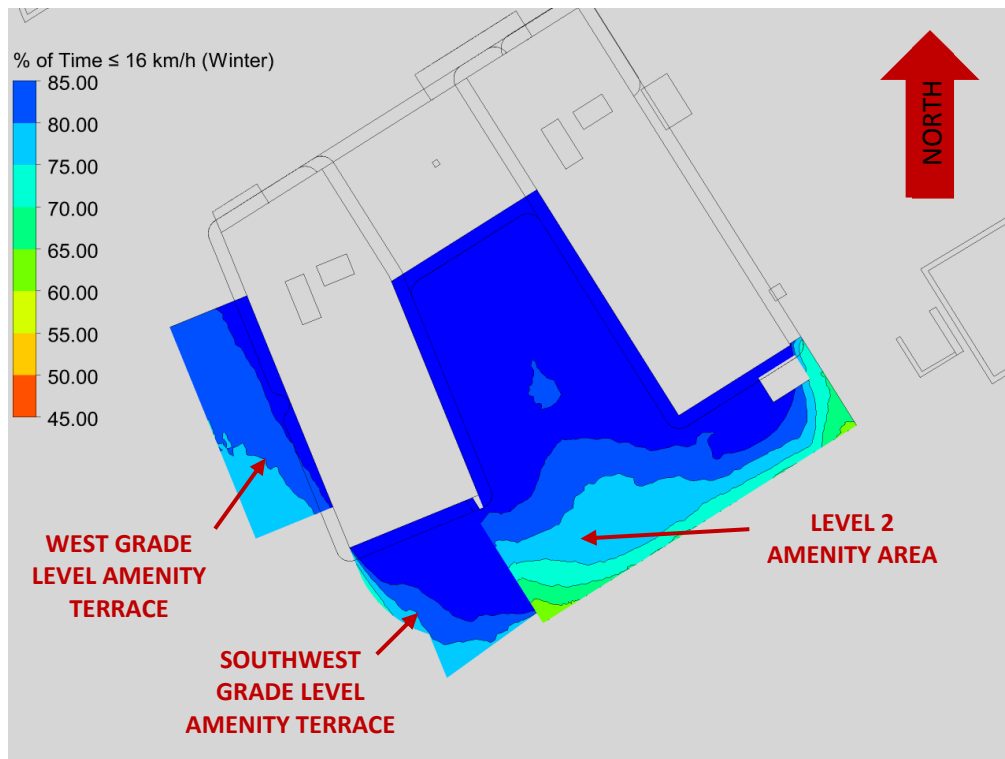 % of Time ≤ 16 km/h (Winter)
85.00
80.00
75.00
70.00
65.00
60.00
55.00
50.00
45.00
NORTH
WEST GRADE
LEVEL AMENITY
TERRACE
LEVEL 2
AMENITY AREA
SOUTHWEST
GRADE LEVEL
AMENITY TERRACE